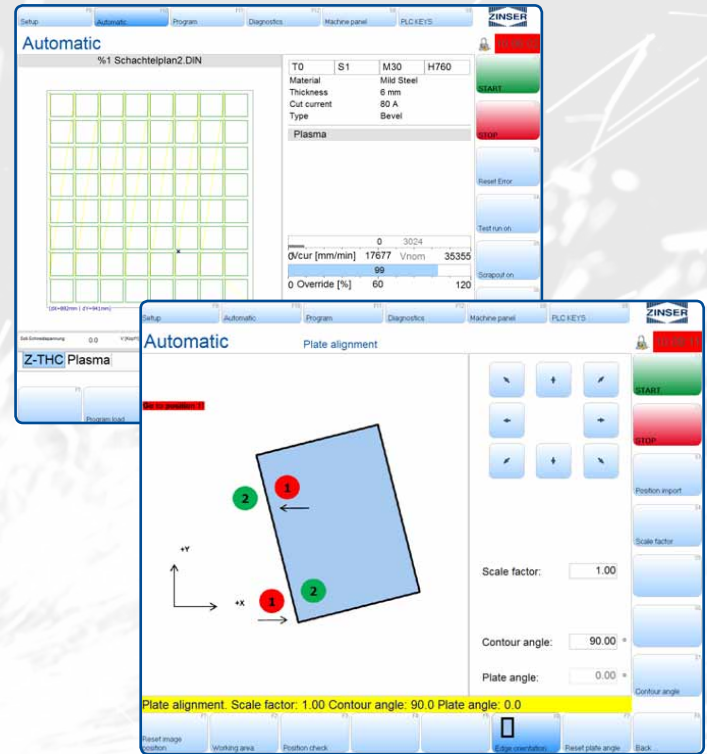 Setup Automatic Program Diagnostics Machine panel PLC KEYS ZINSER
Automatic
%1 Schachtelplan2.DIN
T0 S1 M30 H760
Material Mild Steel
Thickness 6 mm
Cut current 80 A
Type Bevel
Plasma
START
STOP
Reset Error
Test run on
Scrapout on
0 3024
0Vcur [mm/min] 17677 Vnom 35355
99
0 Override [%] 60 120
0.0
Z-THC Plasma
Program load
Setup Automatic Program Diagnostics Machine panel PLC KEYS ZINSER
Automatic
Plate alignment
START
STOP
Position import
Scale factor
Contour angle
Go to position 1!
2 1
2
1
+Y
+X
Scale factor: 1.00
Contour angle: 90.00 °
Plate angle: 0.00 °
Plate alignment. Scale factor: 1.00 Contour angle: 90.0 Plate angle: 0.0
Reset image position Working area Position check Edge orientation Reset plate angle Back